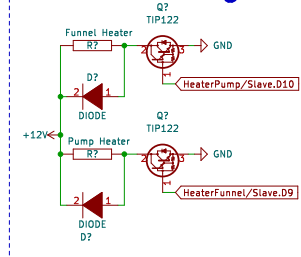 Q?
Funnel Heater
TIP122
R?
2
3
GND
1
D?
HeaterPump/Slave.D10
2
1
DIODE
+12V
Q?
Pump Heater
TIP122
R?
2
3
GND
1
HeaterFunnel/Slave.D9
2
1
DIODE
D?